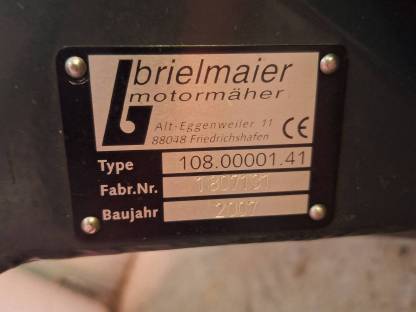 brielmaier
motormäher
Alt-Eggenweiler 11
88048 Friedrichshafen CE
Type 108.00001.41
Fabr.Nr.
Baujahr 2007